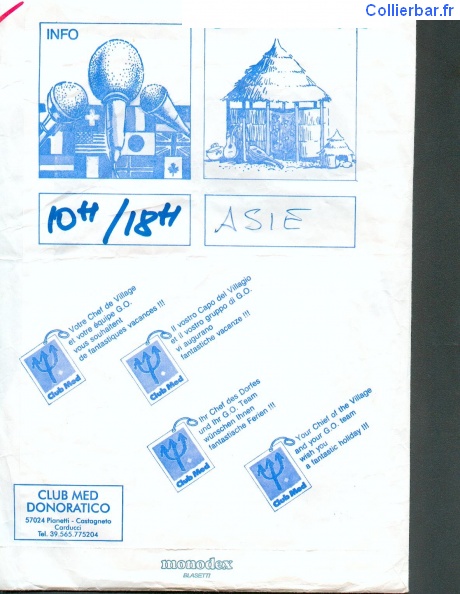 Collierbar.fr
INFO
10H/18H
ASIE
Votre Chef de Village
et votre équipe G.O.
vous souhaitent
de fantastiques vacances !!!
Club Med
Il vostro Capo del Villagio
et il vostro gruppo di G.O.
vi augurano
fantastiche vacanze !!!
Club Med
Ihr Chef des Dorfes
und Ihr G.O. Team
wünschen Ihnen
fantastische Ferien !!!
Club Med
Your Chief of the Village
and your G.O. team
wish you
a fantastic holiday !!!
Club Med
CLUB MED
DONORATICO
57024 Pianetti - Castagneto
Carducci
Tel. 39.565.775204
monodex
BLASETTI